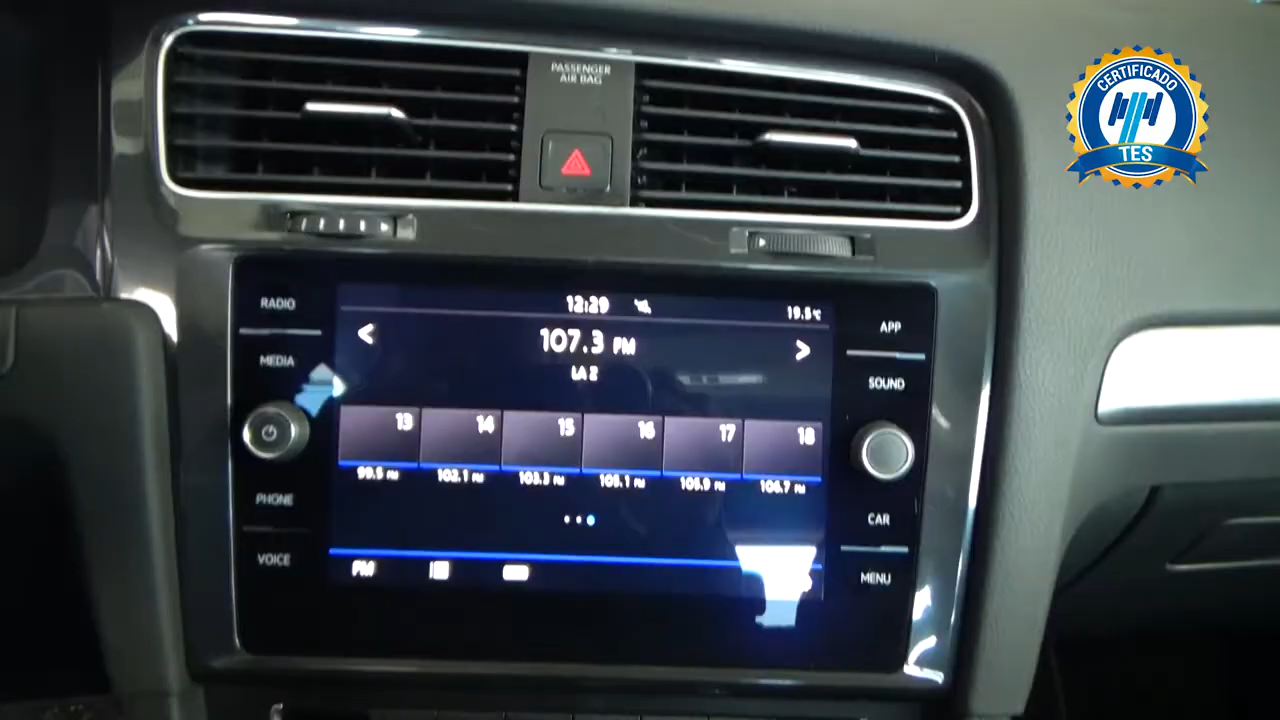 PASSENGER
AIR BAG
CERTIFICADO
TES
RADIO
MEDIA
PHONE
VOICE
12:29
19.5°C
107.3 FM
LA Z
13 14 15 16 17 18
99.5 FM 102.1 FM 103.3 FM 105.1 FM 105.9 FM 106.7 FM
FM
APP
SOUND
CAR
MENU